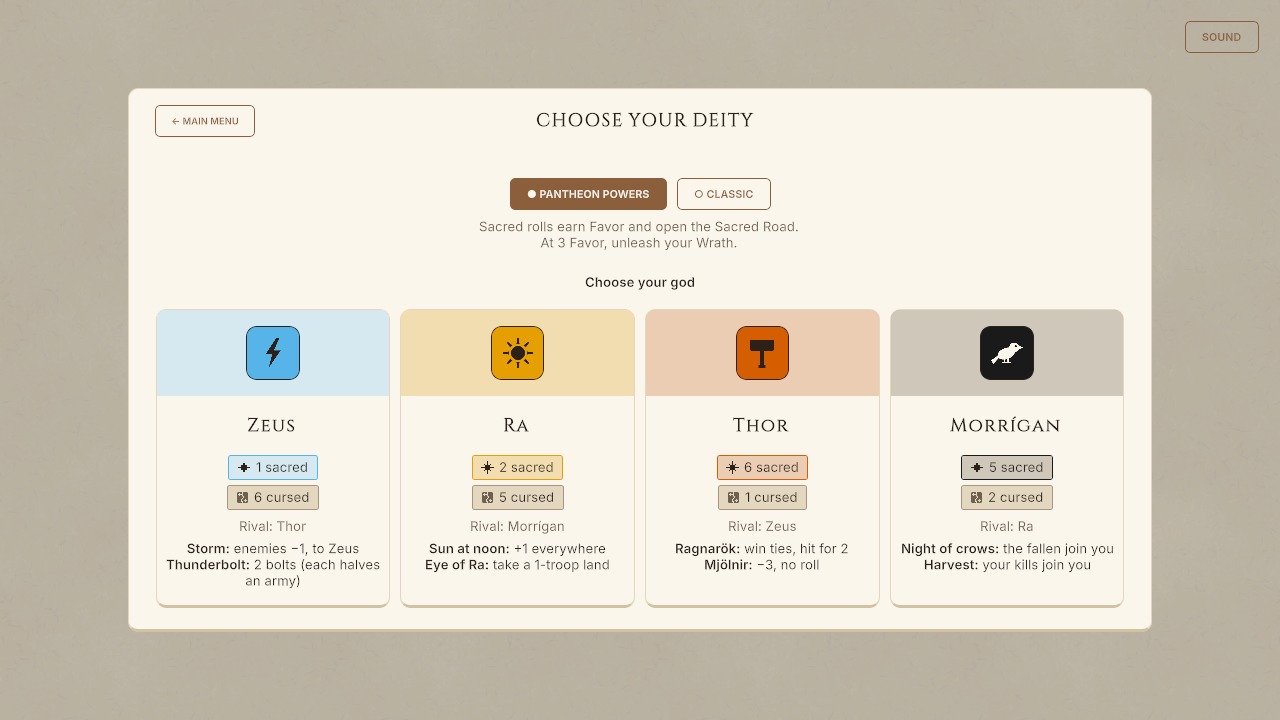 SOUND
← MAIN MENU
CHOOSE YOUR DEITY
● PANTHEON POWERS
○ CLASSIC
Sacred rolls earn Favor and open the Sacred Road.
At 3 Favor, unleash your Wrath.
Choose your god
ZEUS
1 sacred
6 cursed
Rival: Thor
Storm: enemies −1, to Zeus
Thunderbolt: 2 bolts (each halves
an army)
RA
2 sacred
5 cursed
Rival: Morrígan
Sun at noon: +1 everywhere
Eye of Ra: take a 1-troop land
THOR
6 sacred
1 cursed
Rival: Zeus
Ragnarök: win ties, hit for 2
Mjölnir: −3, no roll
MORRÍGAN
5 sacred
2 cursed
Rival: Ra
Night of crows: the fallen join you
Harvest: your kills join you